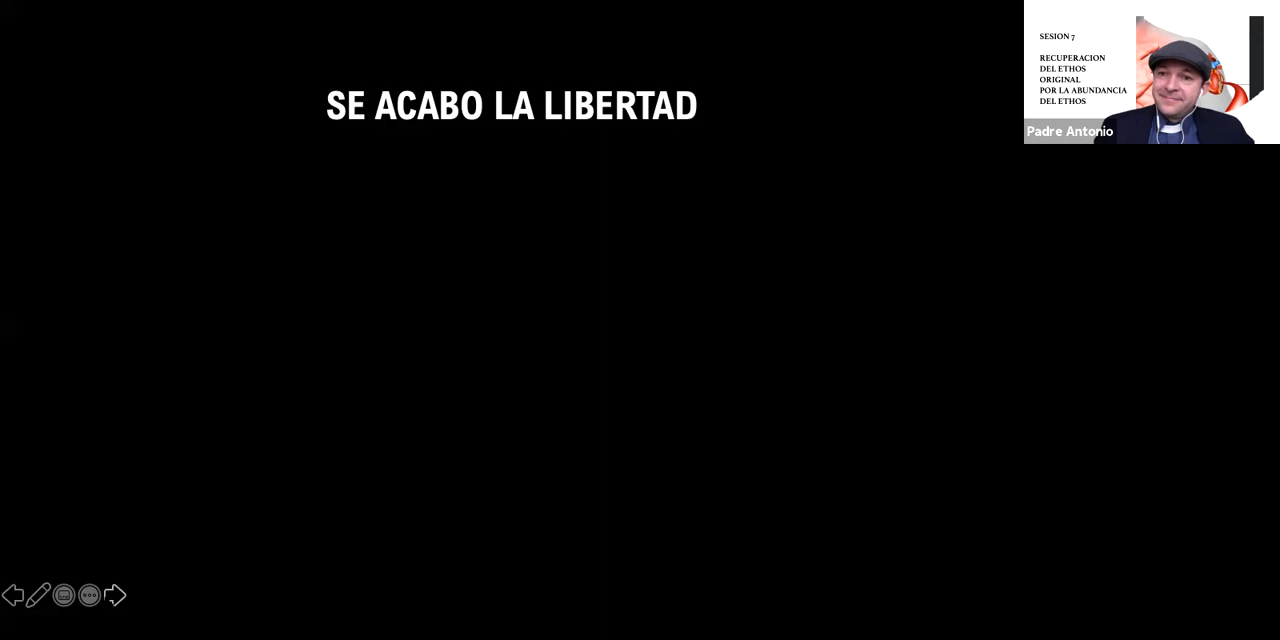 SE ACABO LA LIBERTAD
SESION 7
RECUPERACION
DEL ETHOS
ORIGINAL
POR LA ABUNDANCIA
DEL ETHOS
Padre Antonio